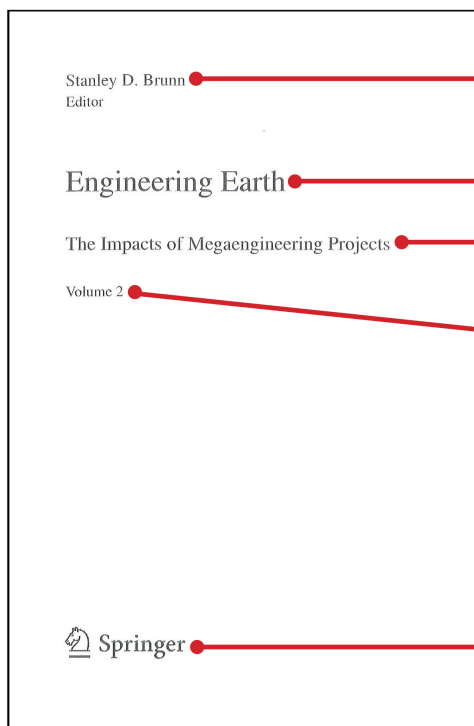 Stanley D. Brunn
Editor
Engineering Earth
The Impacts of Megaengineering Projects
Volume 2
Springer